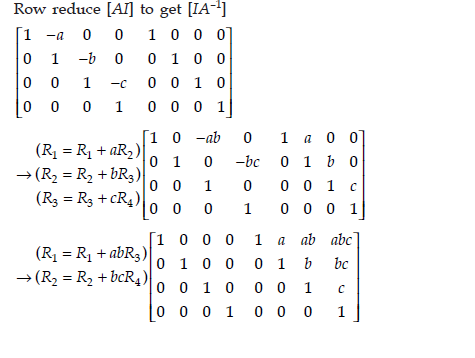 Row reduce [AI] to get [IA⁻¹]
1 -a 0 0 1 0 0 0
0 1 -b 0 0 1 0 0
0 0 1 -c 0 0 1 0
0 0 0 1 0 0 0 1
(R₁ = R₁ + aR₂)
→(R₂ = R₂ + bR₃)
(R₃ = R₃ + cR₄)
1 0 -ab 0 1 a 0 0
0 1 0 -bc 0 1 b 0
0 0 1 0 0 0 1 c
0 0 0 1 0 0 0 1
(R₁ = R₁ + abR₃)
→(R₂ = R₂ + bcR₄)
1 0 0 0 1 a ab abc
0 1 0 0 0 1 b bc
0 0 1 0 0 0 1 c
0 0 0 1 0 0 0 1